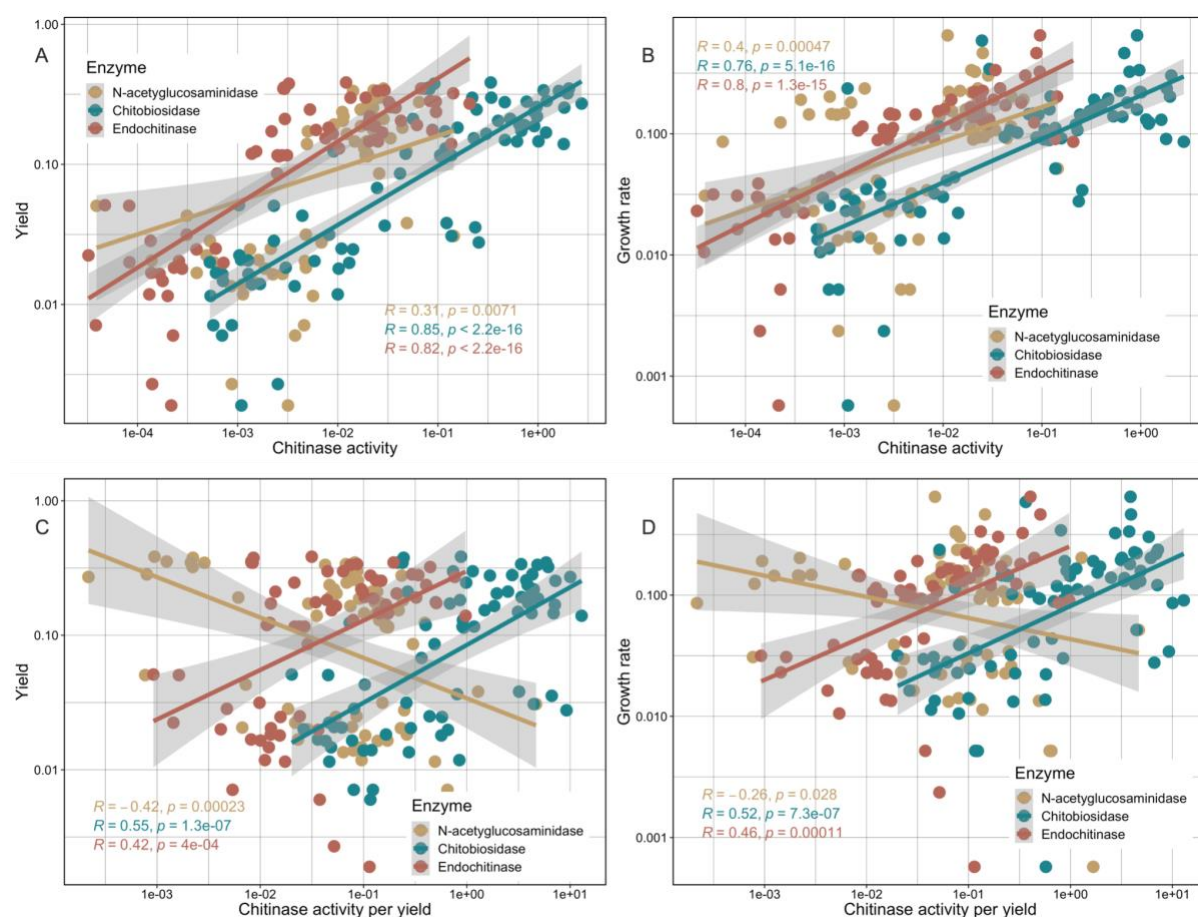 A
Enzyme
N-acetyglucosaminidase
Chitobiosidase
Endochitinase
R = 0.31, p = 0.0071
R = 0.85, p < 2.2e-16
R = 0.82, p < 2.2e-16
1.00
0.10
0.01
Yield
1e-04 1e-03 1e-02 1e-01 1e+00
Chitinase activity
B
R = 0.4, p = 0.00047
R = 0.76, p = 5.1e-16
R = 0.8, p = 1.3e-15
Enzyme
N-acetyglucosaminidase
Chitobiosidase
Endochitinase
0.100
0.010
0.001
Growth rate
1e-04 1e-03 1e-02 1e-01 1e+00
Chitinase activity
C
R = −0.42, p = 0.00023
R = 0.55, p = 1.3e-07
R = 0.42, p = 4e-04
Enzyme
N-acetyglucosaminidase
Chitobiosidase
Endochitinase
1.00
0.10
0.01
Yield
1e-03 1e-02 1e-01 1e+00 1e+01
Chitinase activity per yield
D
R = −0.26, p = 0.028
R = 0.52, p = 7.3e-07
R = 0.46, p = 0.00011
Enzyme
N-acetyglucosaminidase
Chitobiosidase
Endochitinase
0.100
0.010
0.001
Growth rate
1e-03 1e-02 1e-01 1e+00 1e+01
Chitinase activity per yield